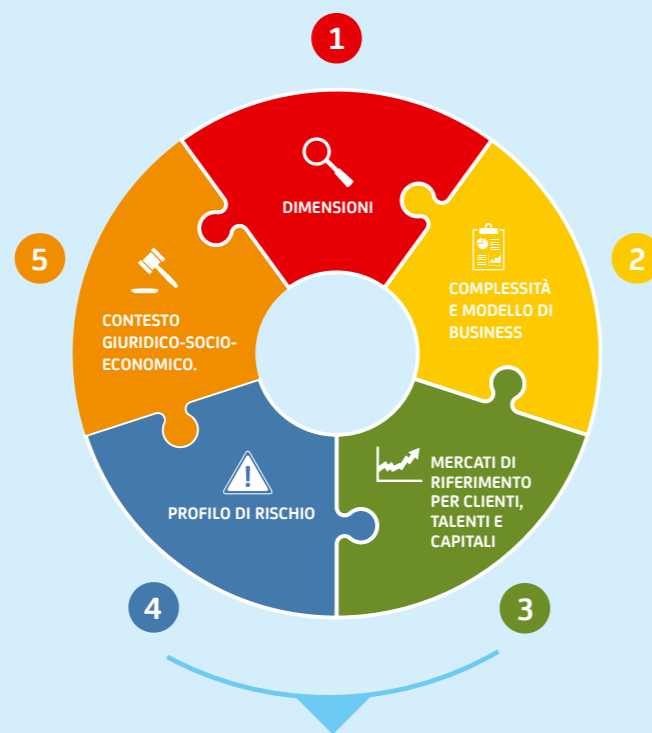 1
DIMENSIONI
2
COMPLESSITÀ
E MODELLO DI
BUSINESS
3
MERCATI DI
RIFERIMENTO
PER CLIENTI,
TALENTI E
CAPITALI
4
PROFILO DI RISCHIO
5
CONTESTO
GIURIDICO-SOCIO-
ECONOMICO.